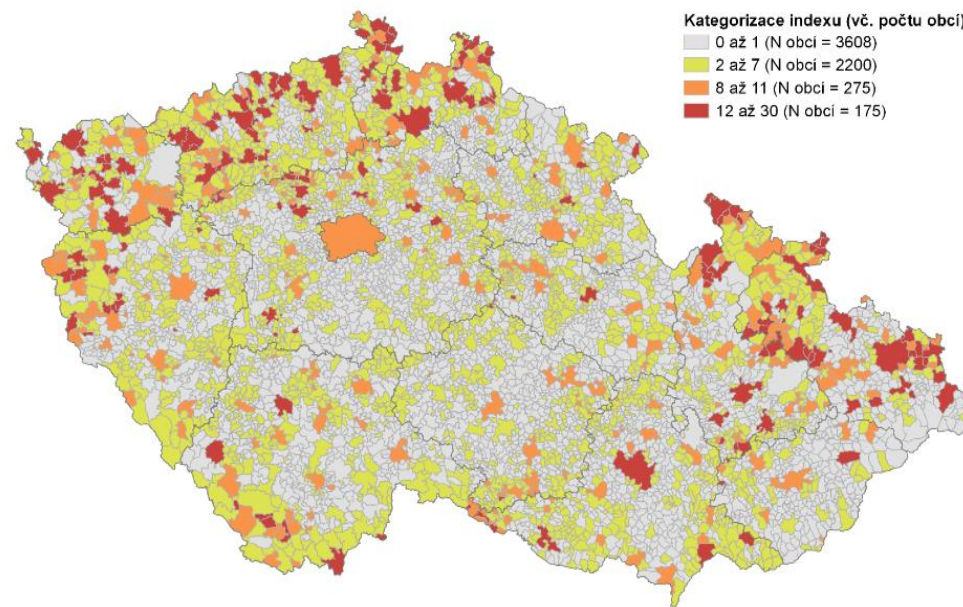 Kategorizace indexu (vč. počtu obcí)
0 až 1 (N obcí = 3608)
2 až 7 (N obcí = 2200)
8 až 11 (N obcí = 275)
12 až 30 (N obcí = 175)